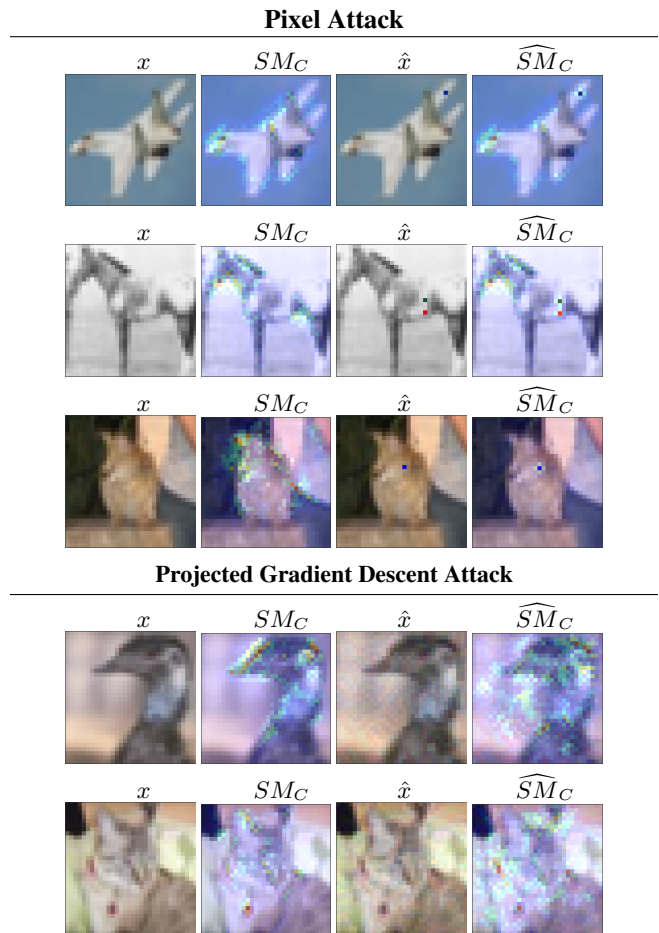 Pixel Attack
x SM_C x̂ \widehat{SM}_C
x SM_C x̂ \widehat{SM}_C
x SM_C x̂ \widehat{SM}_C
Projected Gradient Descent Attack
x SM_C x̂ \widehat{SM}_C
x SM_C x̂ \widehat{SM}_C